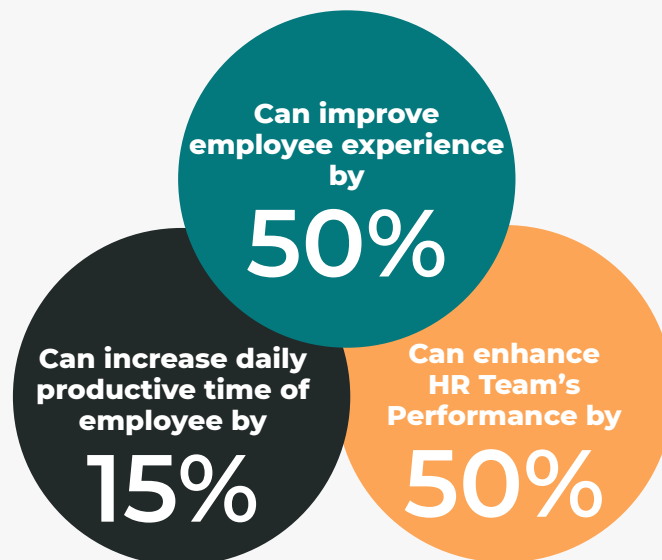 Can improve
employee experience
by
50%
Can increase daily
productive time of
employee by
15%
Can enhance
HR Team’s
Performance by
50%